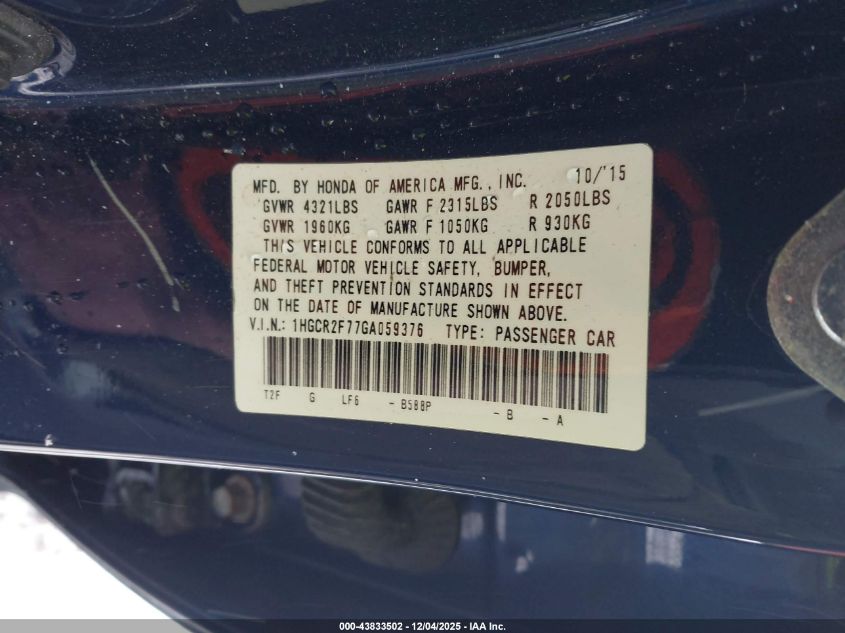 MFD. BY HONDA OF AMERICA MFG., INC. 10/'15
GVWR 4321LBS GAWR F 2315LBS R 2050LBS
GVWR 1960KG GAWR F 1050KG R 930KG
THIS VEHICLE CONFORMS TO ALL APPLICABLE
FEDERAL MOTOR VEHICLE SAFETY, BUMPER,
AND THEFT PREVENTION STANDARDS IN EFFECT
ON THE DATE OF MANUFACTURE SHOWN ABOVE.
V.I.N.: 1HGCR2F77GA059376 TYPE: PASSENGER CAR
T2F G LF6 - B588P - B - A
000-43833502 - 12/04/2025 - IAA Inc.